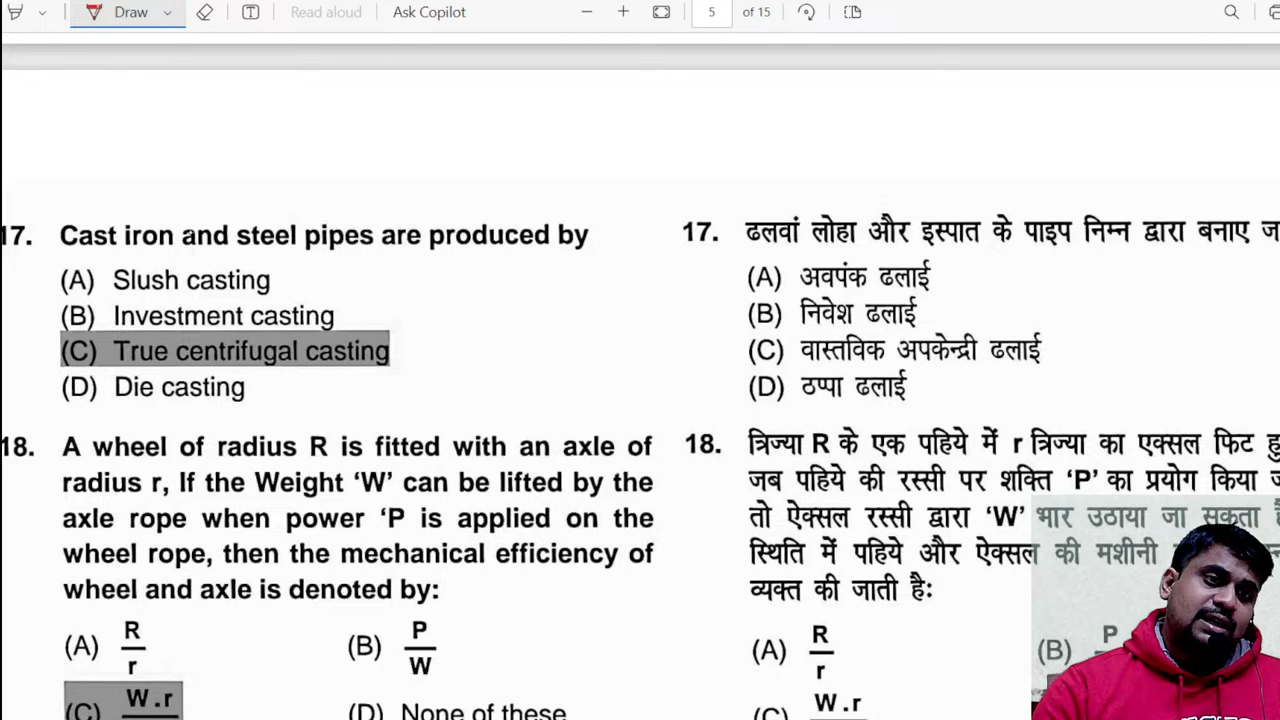 Draw
Read aloud
Ask Copilot
5 of 15
17. Cast iron and steel pipes are produced by
(A) Slush casting
(B) Investment casting
(C) True centrifugal casting
(D) Die casting
18. A wheel of radius R is fitted with an axle of
radius r, If the Weight ‘W’ can be lifted by the
axle rope when power ‘P is applied on the
wheel rope, then the mechanical efficiency of
wheel and axle is denoted by:
(A) R/r (B) P/W
(C) W.r
(D) None of these
17. ढलवां लोहा और इस्पात के पाइप निम्न द्वारा बनाए
(A) अवपंक ढलाई
(B) निवेश ढलाई
(C) वास्तविक अपकेन्द्री ढलाई
(D) ठप्पा ढलाई
18. त्रिज्या R के एक पहिये में r त्रिज्या का एक्सल फिट
जब पहिये की रस्सी पर शक्ति ‘P’ का प्रयोग किया
तो ऐक्सल रस्सी द्वारा ‘W’ भार उठाया जा सकता
स्थिति में पहिये और ऐक्सल की मशीनी
व्यक्त की जाती हैः
(A) R/r (B) P
(C) W.r